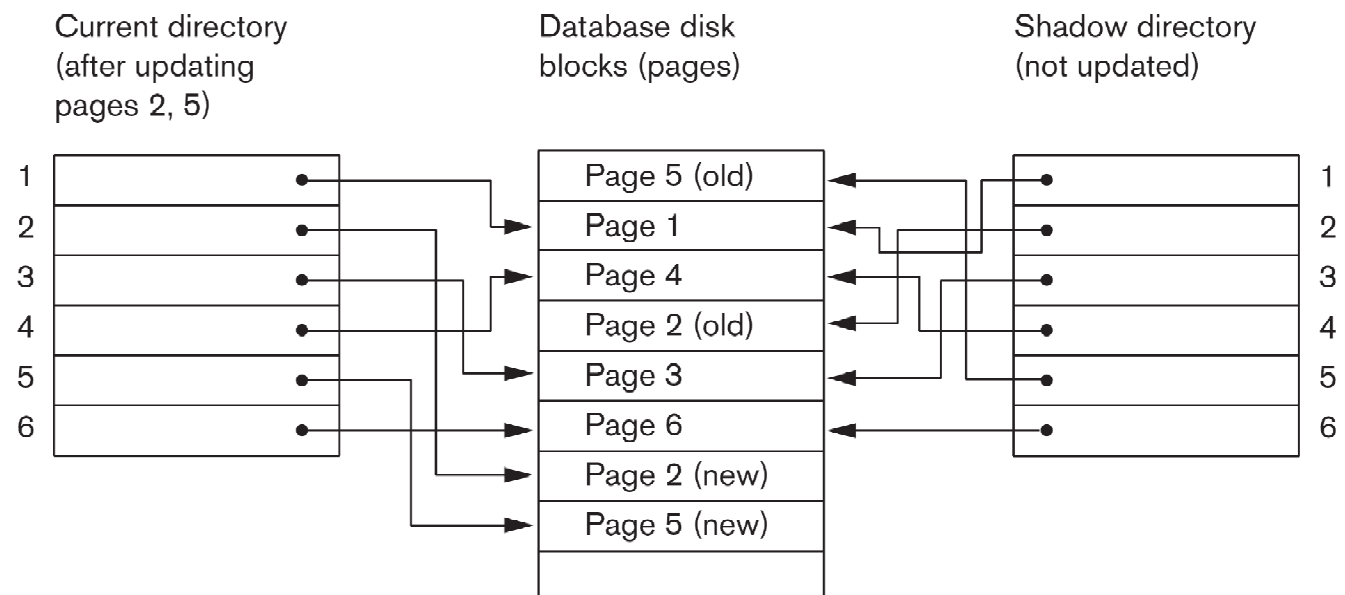 Current directory
(after updating
pages 2, 5)
Database disk
blocks (pages)
Shadow directory
(not updated)
1
2
3
4
5
6
Page 5 (old)
Page 1
Page 4
Page 2 (old)
Page 3
Page 6
Page 2 (new)
Page 5 (new)
1
2
3
4
5
6